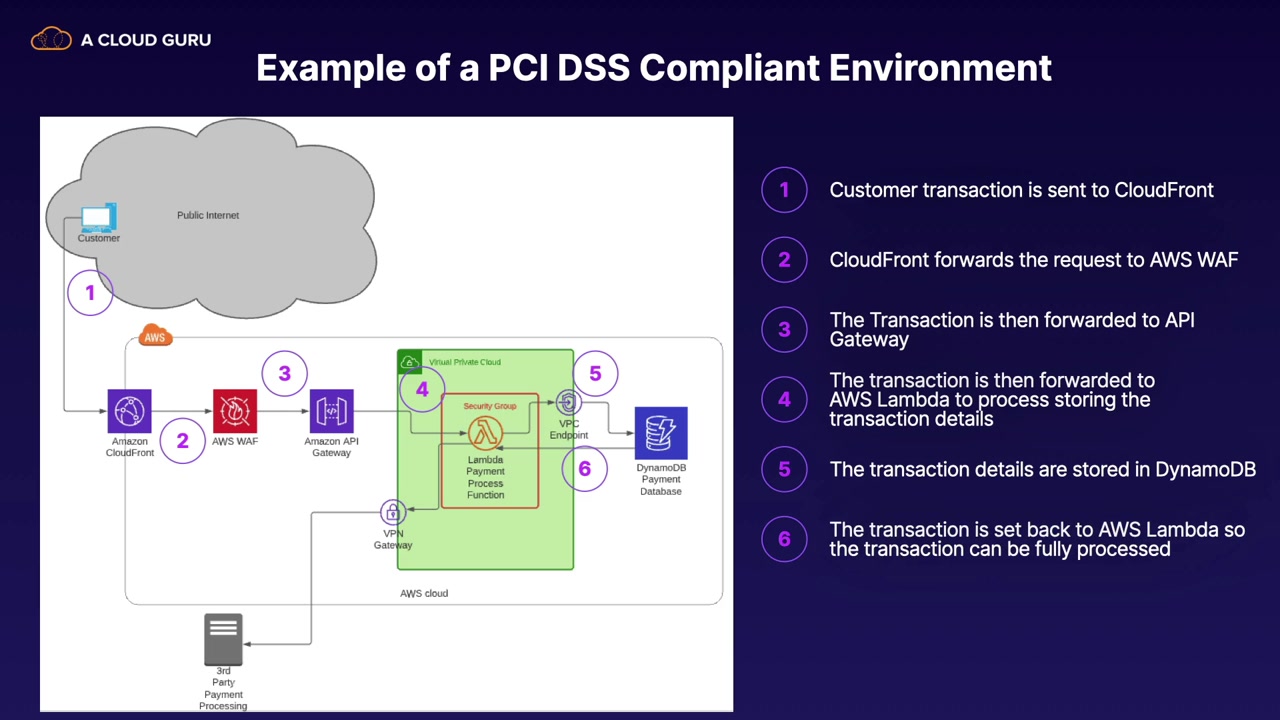 A CLOUD GURU
Example of a PCI DSS Compliant Environment
Public Internet
Customer
1
AWS
Virtual Private Cloud
3
4
5
Security Group
2
Amazon
CloudFront
AWS WAF
Amazon API
Gateway
VPC
Endpoint
6
Lambda
Payment
Process
Function
DynamoDB
Payment
Database
VPN
Gateway
AWS cloud
3rd
Party
Payment
Processing
1
Customer transaction is sent to CloudFront
2
CloudFront forwards the request to AWS WAF
3
The Transaction is then forwarded to API
Gateway
4
The transaction is then forwarded to
AWS Lambda to process storing the
transaction details
5
The transaction details are stored in DynamoDB
6
The transaction is set back to AWS Lambda so
the transaction can be fully processed